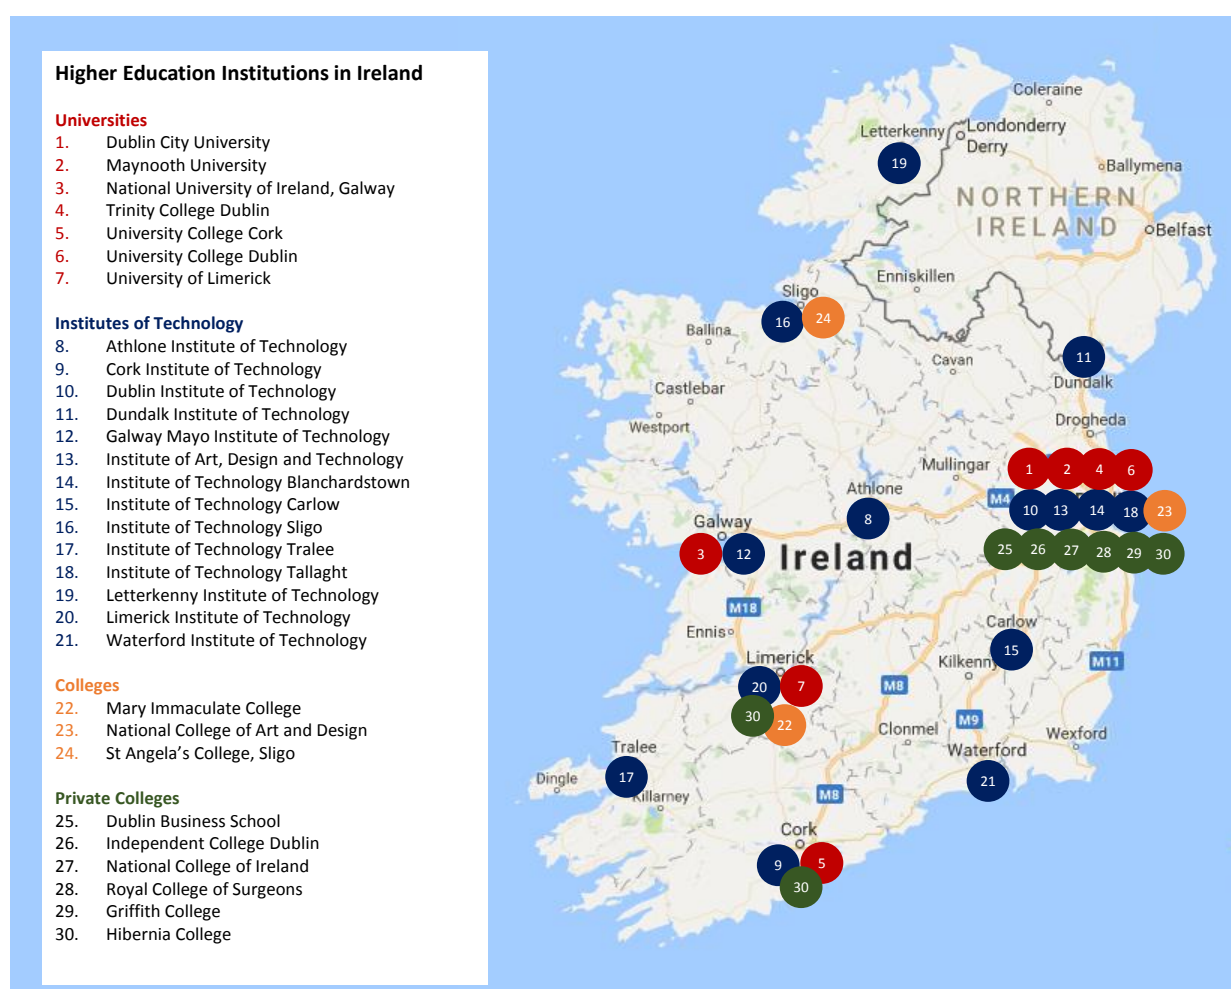 Higher Education Institutions in Ireland
Universities
1. Dublin City University
2. Maynooth University
3. National University of Ireland, Galway
4. Trinity College Dublin
5. University College Cork
6. University College Dublin
7. University of Limerick
Institutes of Technology
8. Athlone Institute of Technology
9. Cork Institute of Technology
10. Dublin Institute of Technology
11. Dundalk Institute of Technology
12. Galway Mayo Institute of Technology
13. Institute of Art, Design and Technology
14. Institute of Technology Blanchardstown
15. Institute of Technology Carlow
16. Institute of Technology Sligo
17. Institute of Technology Tralee
18. Institute of Technology Tallaght
19. Letterkenny Institute of Technology
20. Limerick Institute of Technology
21. Waterford Institute of Technology
Colleges
22. Mary Immaculate College
23. National College of Art and Design
24. St Angela's College, Sligo
Private Colleges
25. Dublin Business School
26. Independent College Dublin
27. National College of Ireland
28. Royal College of Surgeons
29. Griffith College
30. Hibernia College
Coleraine
Letterkenny
Londonderry
Derry
19
Ballymena
NORTHERN
IRELAND
Belfast
Enniskillen
Sligo
16 24
Ballina
Cavan
11
Dundalk
Castlebar
Westport
Drogheda
Mullingar
1 2 4 6
Athlone
M4
8
10 13 14 18 23
Galway
3 12
Ireland
25 26 27 28 29 30
M18
Ennis
Carlow
15
Limerick
Kilkenny
M11
20 7
M8
30 22
M9
Clonmel
Wexford
Tralee
Waterford
Dingle
17
21
Killarney
M8
Cork
9 5
30